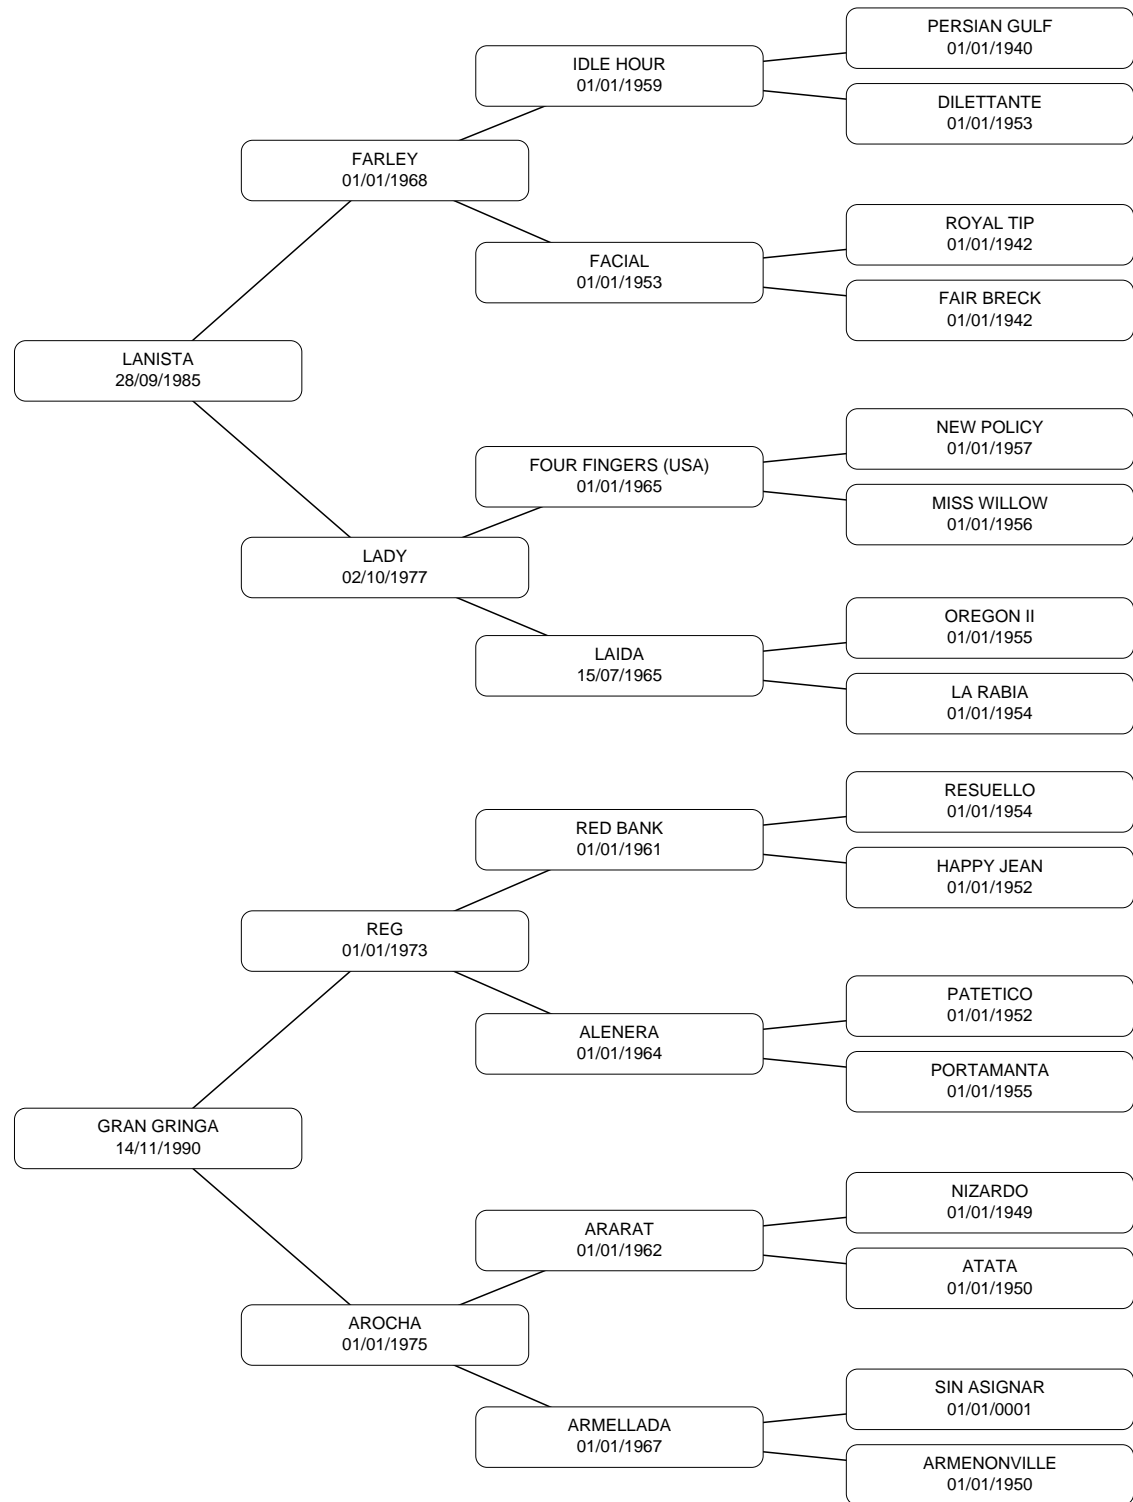 PERSIAN GULF
01/01/1940
IDLE HOUR
01/01/1959
DILETTANTE
01/01/1953
FARLEY
01/01/1968
ROYAL TIP
01/01/1942
FACIAL
01/01/1953
FAIR BRECK
01/01/1942
LANISTA
28/09/1985
NEW POLICY
01/01/1957
FOUR FINGERS (USA)
01/01/1965
MISS WILLOW
01/01/1956
LADY
02/10/1977
OREGON II
01/01/1955
LAIDA
15/07/1965
LA RABIA
01/01/1954
RESUELLO
01/01/1954
RED BANK
01/01/1961
HAPPY JEAN
01/01/1952
REG
01/01/1973
PATETICO
01/01/1952
ALENERA
01/01/1964
PORTAMANTA
01/01/1955
GRAN GRINGA
14/11/1990
NIZARDO
01/01/1949
ARARAT
01/01/1962
ATATA
01/01/1950
AROCHA
01/01/1975
SIN ASIGNAR
01/01/0001
ARMELLADA
01/01/1967
ARMENONVILLE
01/01/1950